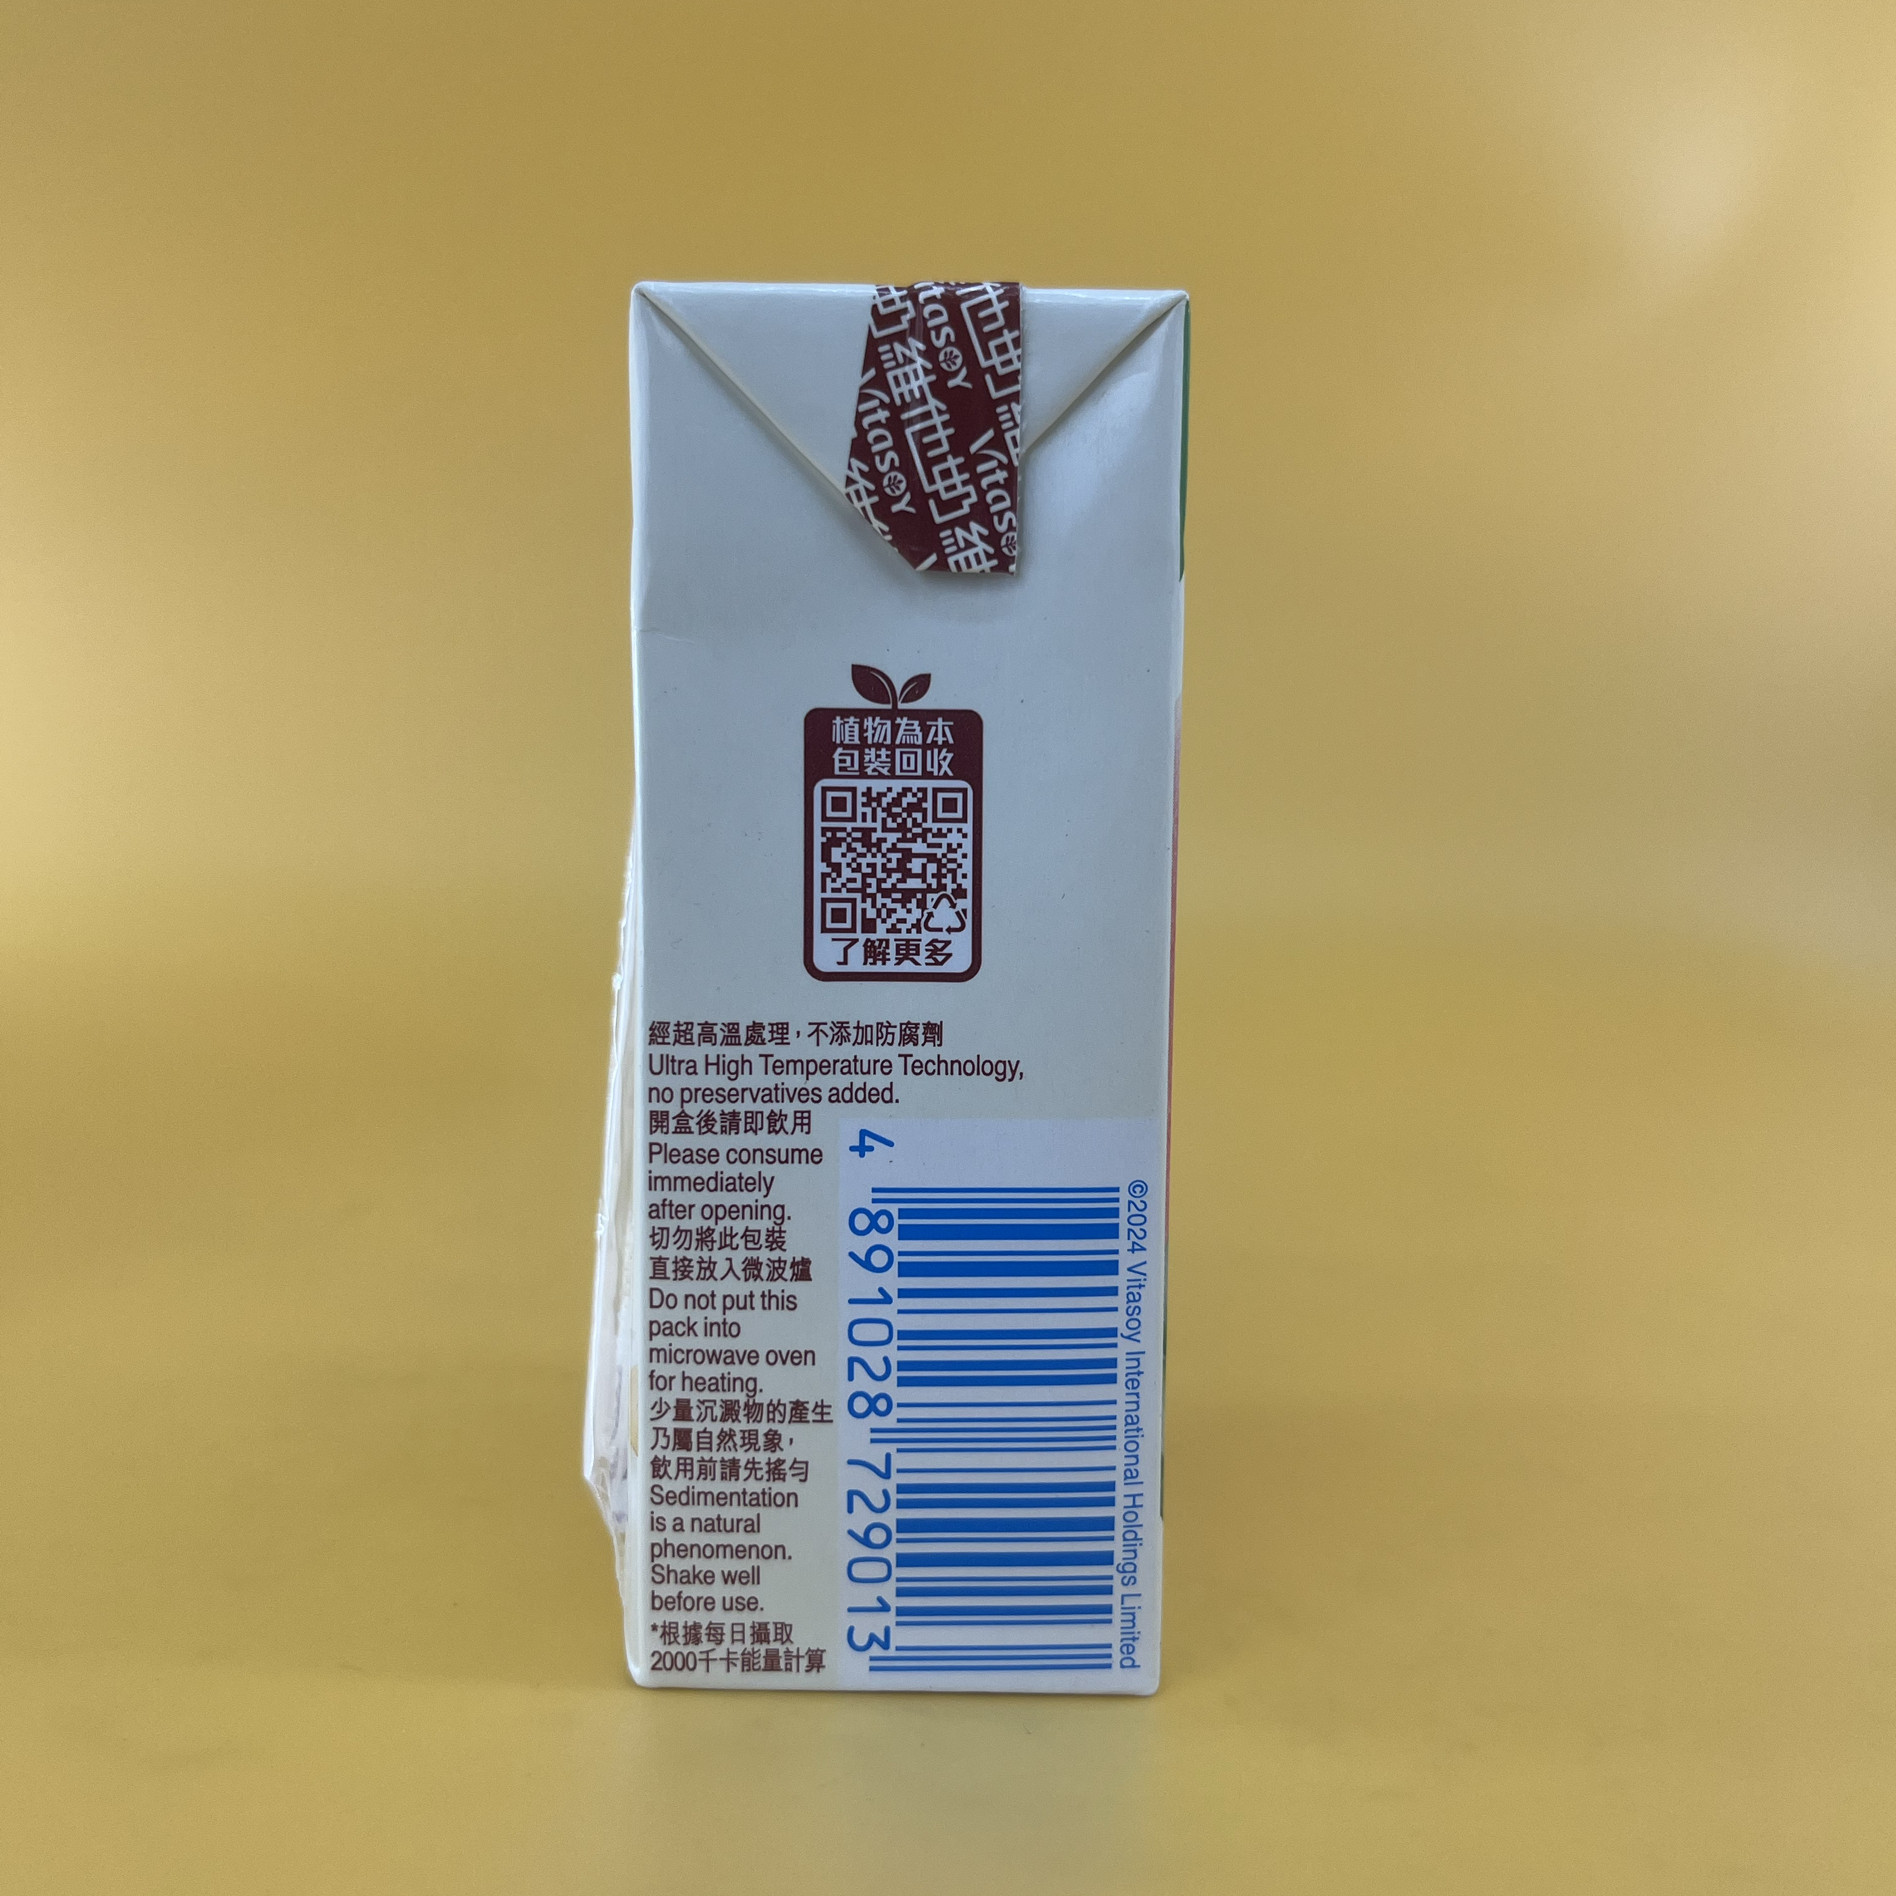 維他奶 維
Vitasoy
植物為本
包裝回收
了解更多
經超高溫處理，不添加防腐劑
Ultra High Temperature Technology,
no preservatives added.
開盒後請即飲用
Please consume
immediately
after opening.
切勿將此包裝
直接放入微波爐
Do not put this
pack into
microwave oven
for heating.
少量沉澱物的產生
乃屬自然現象，
飲用前請先搖勻
Sedimentation
is a natural
phenomenon.
Shake well
before use.
*根據每日攝取
2000千卡能量計算
4 891028 729013
©2024 Vitasoy International Holdings Limited